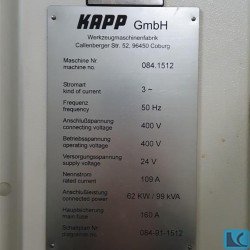 KAPP GmbH
Werkzeugmaschinenfabrik
Callenberger Str. 52, 96450 Coburg
Maschine Nr
machine no. 084.1512
Stromart
kind of current 3 ~
Frequenz
frequency 50 Hz
Anschlußspannung
connecting voltage 400 V
Betriebsspannung
operating voltage 400 V
Versorgungsspannung
supply voltage 24 V
Nennstrom
rated current 109 A
Anschlußleistung
connected power 62 KW / 99 kVA
Hauptsicherung
main fuse 160 A
Schaltplan Nr
diagram no. 084-91-1512